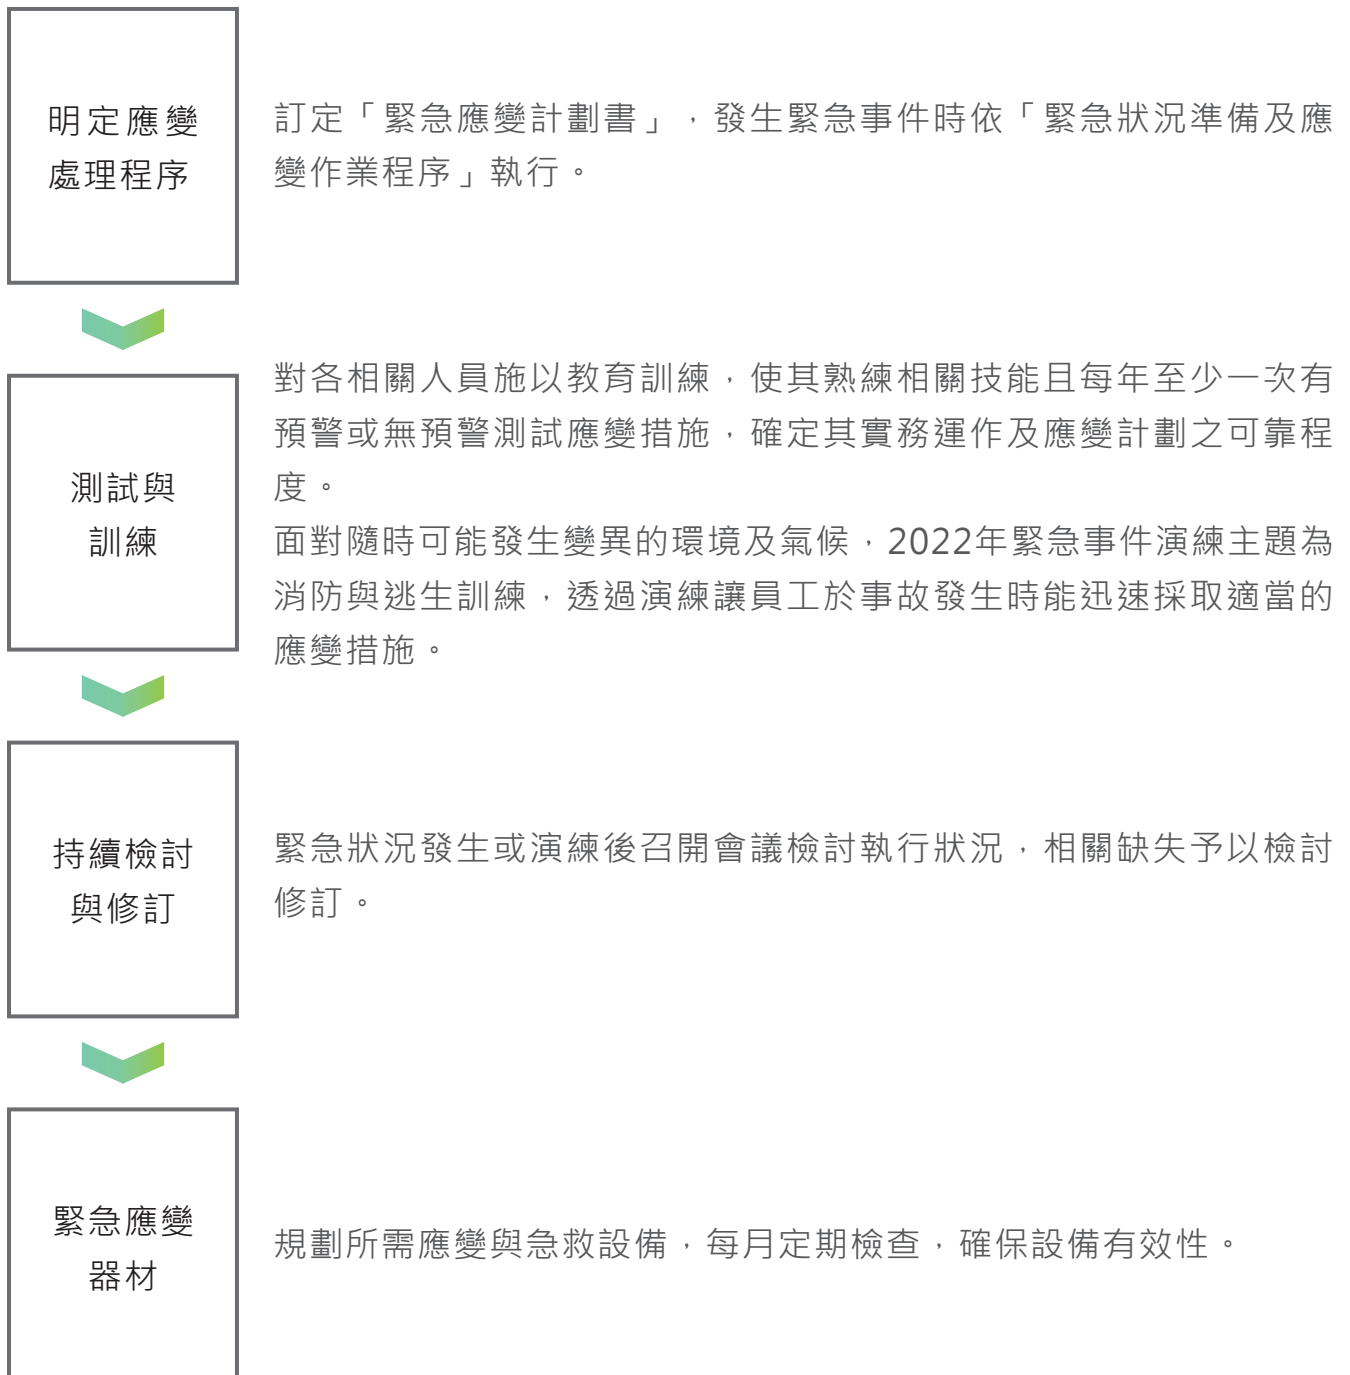 明定應變
處理程序
訂定「緊急應變計劃書」，發生緊急事件時依「緊急狀況準備及應
變作業程序」執行。
測試與
訓練
對各相關人員施以教育訓練，使其熟練相關技能且每年至少一次有
預警或無預警測試應變措施，確定其實務運作及應變計劃之可靠程
度。
面對隨時可能發生變異的環境及氣候，2022年緊急事件演練主題為
消防與逃生訓練，透過演練讓員工於事故發生時能迅速採取適當的
應變措施。
持續檢討
與修訂
緊急狀況發生或演練後召開會議檢討執行狀況，相關缺失予以檢討
修訂。
緊急應變
器材
規劃所需應變與急救設備，每月定期檢查，確保設備有效性。